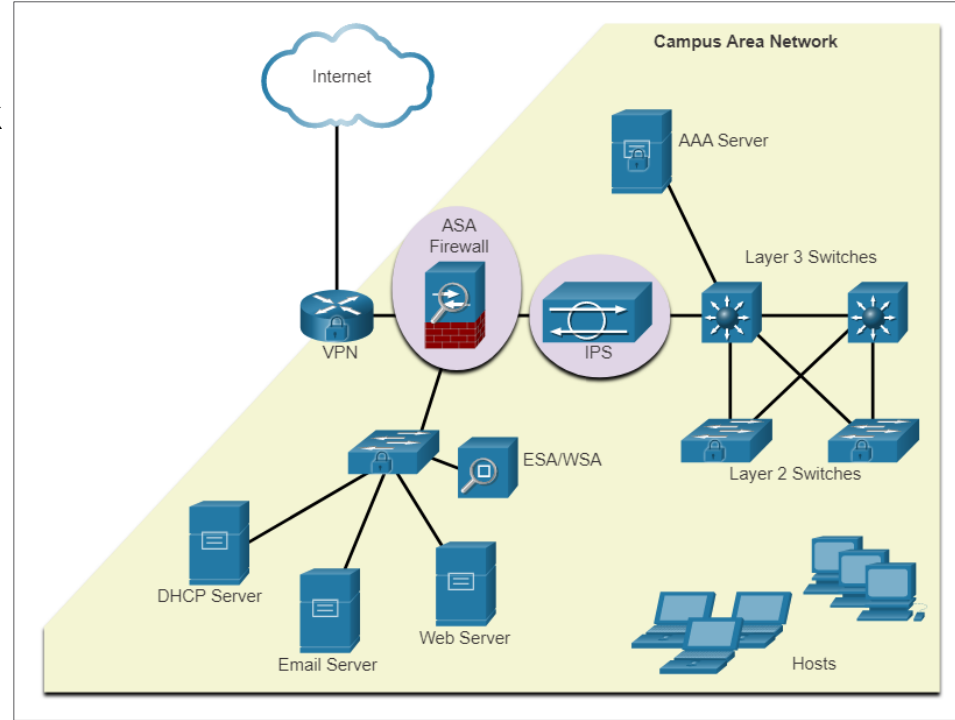 Campus Area Network
Internet
AAA Server
ASA
Firewall
Layer 3 Switches
VPN
IPS
ESA/WSA
Layer 2 Switches
DHCP Server
Web Server
Email Server
Hosts